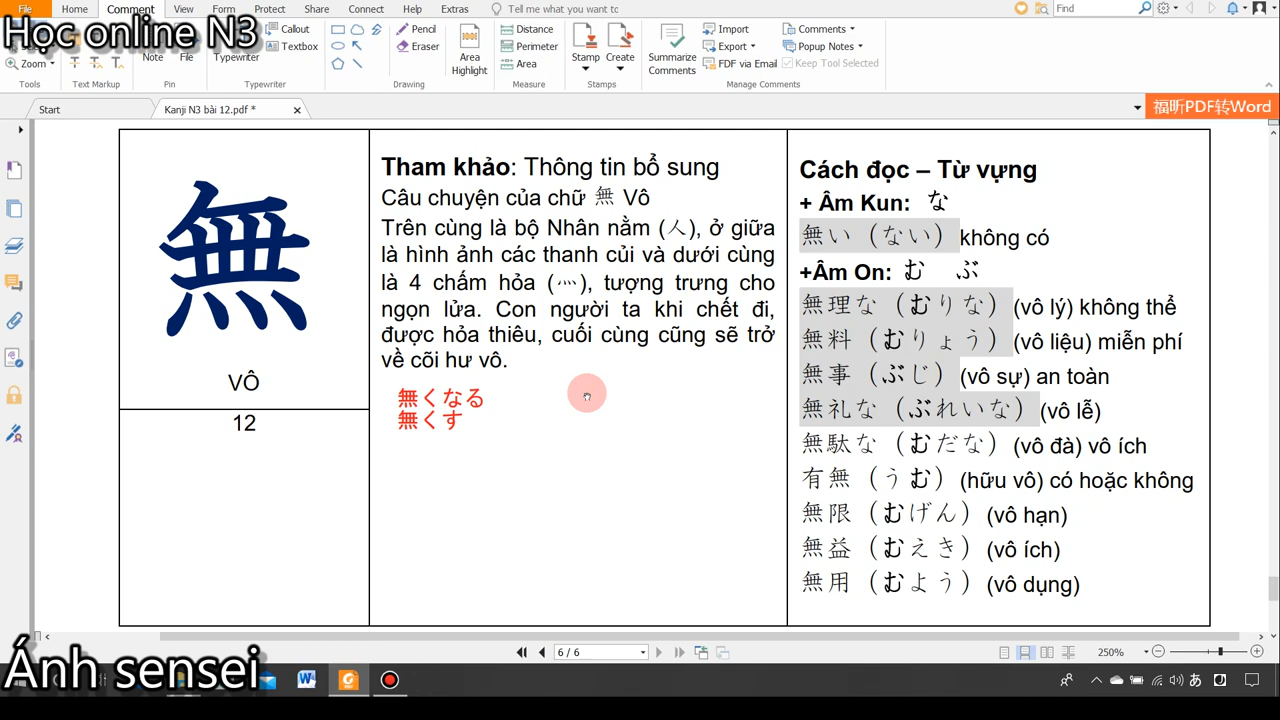 File Home Comment View Form Protect Share Connect Help Extras Tell me what you want to Find
Học online N3
Zoom
Typewriter
Note
File
Typewriter
Callout
Textbox
Pencil
Eraser
Area Highlight
Distance
Perimeter
Area
Stamp
Create
Summarize Comments
Import
Export
FDF via Email
Comments
Popup Notes
Keep Tool Selected
Tools Text Markup Pin Typewriter Drawing Measure Stamps Manage Comments
Start Kanji N3 bài 12.pdf * 福昕PDF转Word
無
VÔ
12
Tham khảo: Thông tin bổ sung
Câu chuyện của chữ 無 Vô
Trên cùng là bộ Nhân nằm (人), ở giữa
là hình ảnh các thanh củi và dưới cùng
là 4 chấm hỏa (灬), tượng trưng cho
ngọn lửa. Con người ta khi chết đi,
được hỏa thiêu, cuối cùng cũng sẽ trở
về cõi hư vô.
無くなる
無くす
Cách đọc – Từ vựng
+ Âm Kun: な
無い（ない）không có
+Âm On: む ぶ
無理な（むりな）(vô lý) không thể
無料（むりょう）(vô liệu) miễn phí
無事（ぶじ）(vô sự) an toàn
無礼な（ぶれいな）(vô lễ)
無駄な（むだな）(vô đà) vô ích
有無（うむ）(hữu vô) có hoặc không
無限（むげん）(vô hạn)
無益（むえき）(vô ích)
無用（むよう）(vô dụng)
6 / 6
250%
Ánh sensei
あ